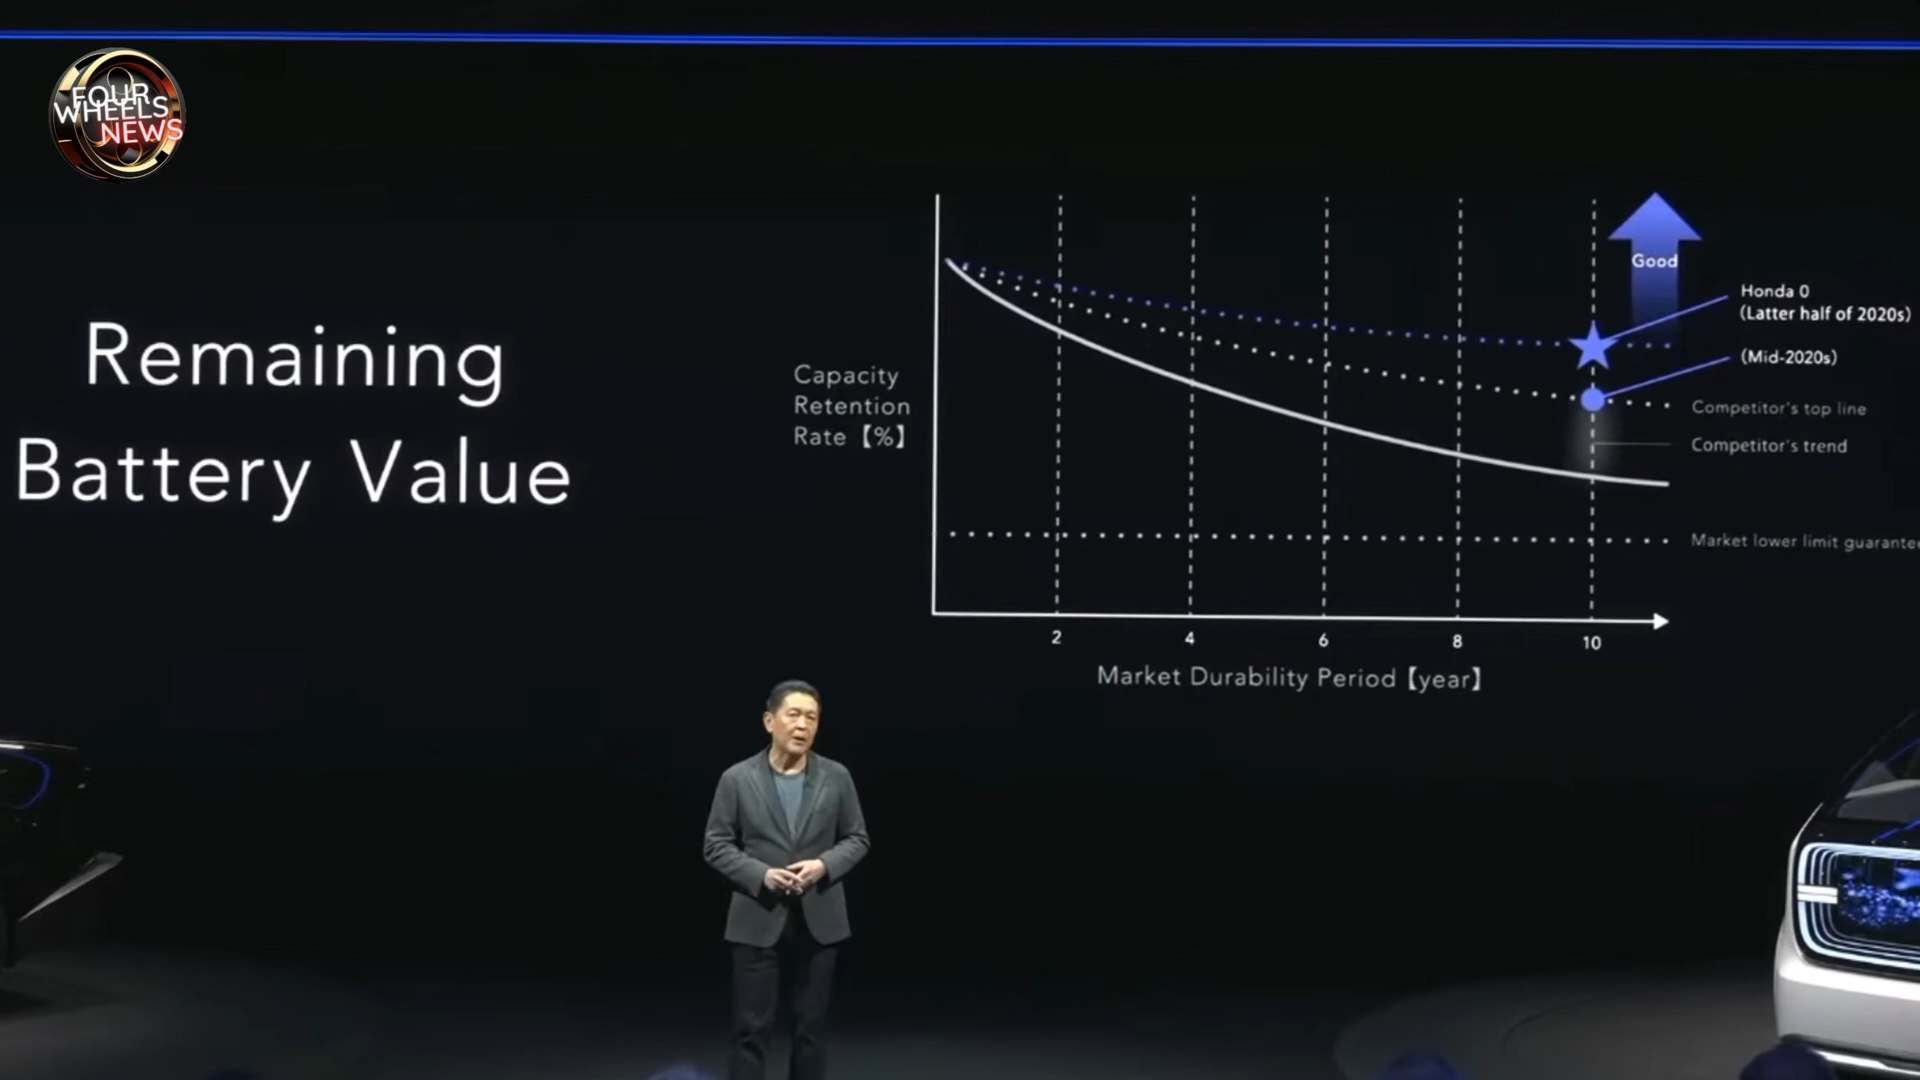 FOUR
WHEELS
NEWS
Remaining
Battery Value
Capacity
Retention
Rate【%】
Good
Honda 0
(Latter half of 2020s)
(Mid-2020s)
Competitor's top line
Competitor's trend
Market lower limit guarantee
2 4 6 8 10
Market Durability Period【year】